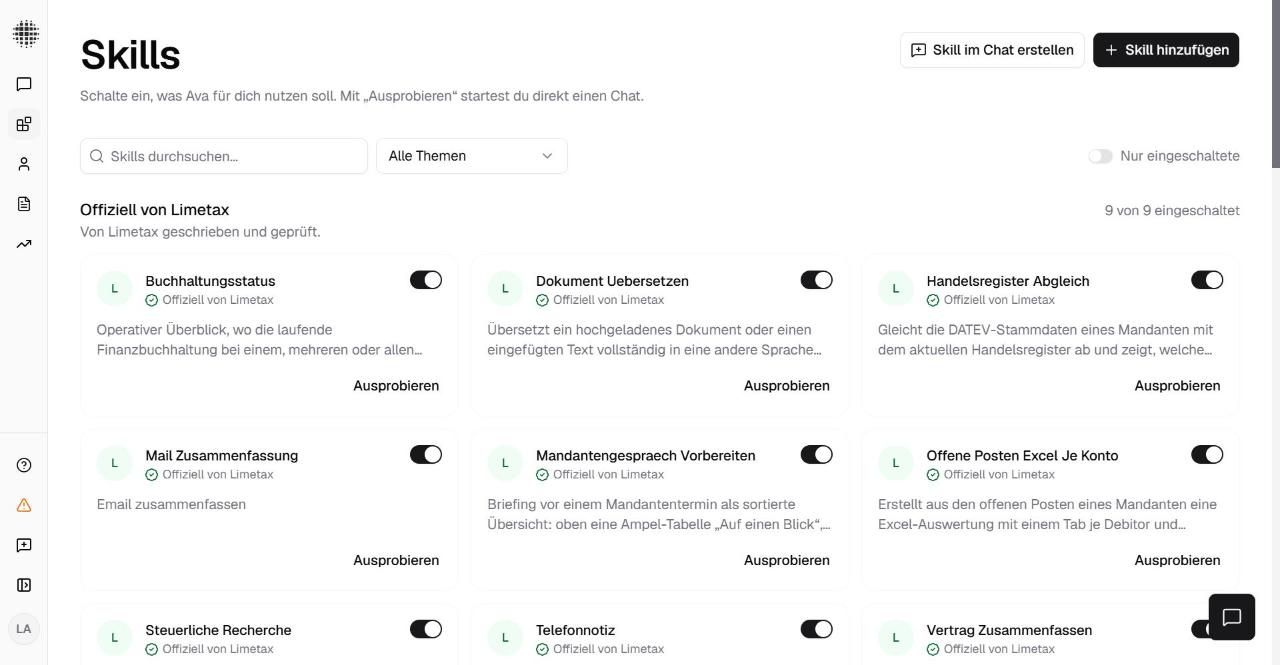 Skills
Skill im Chat erstellen
Skill hinzufügen
Schalte ein, was Ava für dich nutzen soll. Mit „Ausprobieren“ startest du direkt einen Chat.
Skills durchsuchen...
Alle Themen
Nur eingeschaltete
Offiziell von Limetax
9 von 9 eingeschaltet
Von Limetax geschrieben und geprüft.
L
Buchhaltungsstatus
Offiziell von Limetax
Operativer Überblick, wo die laufende
Finanzbuchhaltung bei einem, mehreren oder allen…
Ausprobieren
L
Dokument Uebersetzen
Offiziell von Limetax
Übersetzt ein hochgeladenes Dokument oder einen
eingefügten Text vollständig in eine andere Sprache…
Ausprobieren
L
Handelsregister Abgleich
Offiziell von Limetax
Gleicht die DATEV-Stammdaten eines Mandanten mit
dem aktuellen Handelsregister ab und zeigt, welche…
Ausprobieren
L
Mail Zusammenfassung
Offiziell von Limetax
Email zusammenfassen
Ausprobieren
L
Mandantengespraech Vorbereiten
Offiziell von Limetax
Briefing vor einem Mandantentermin als sortierte
Übersicht: oben eine Ampel-Tabelle „Auf einen Blick“,…
Ausprobieren
L
Offene Posten Excel Je Konto
Offiziell von Limetax
Erstellt aus den offenen Posten eines Mandanten eine
Excel-Auswertung mit einem Tab je Debitor und…
Ausprobieren
L
Steuerliche Recherche
Offiziell von Limetax
L
Telefonnotiz
Offiziell von Limetax
L
Vertrag Zusammenfassen
Offiziell von Limetax
LA